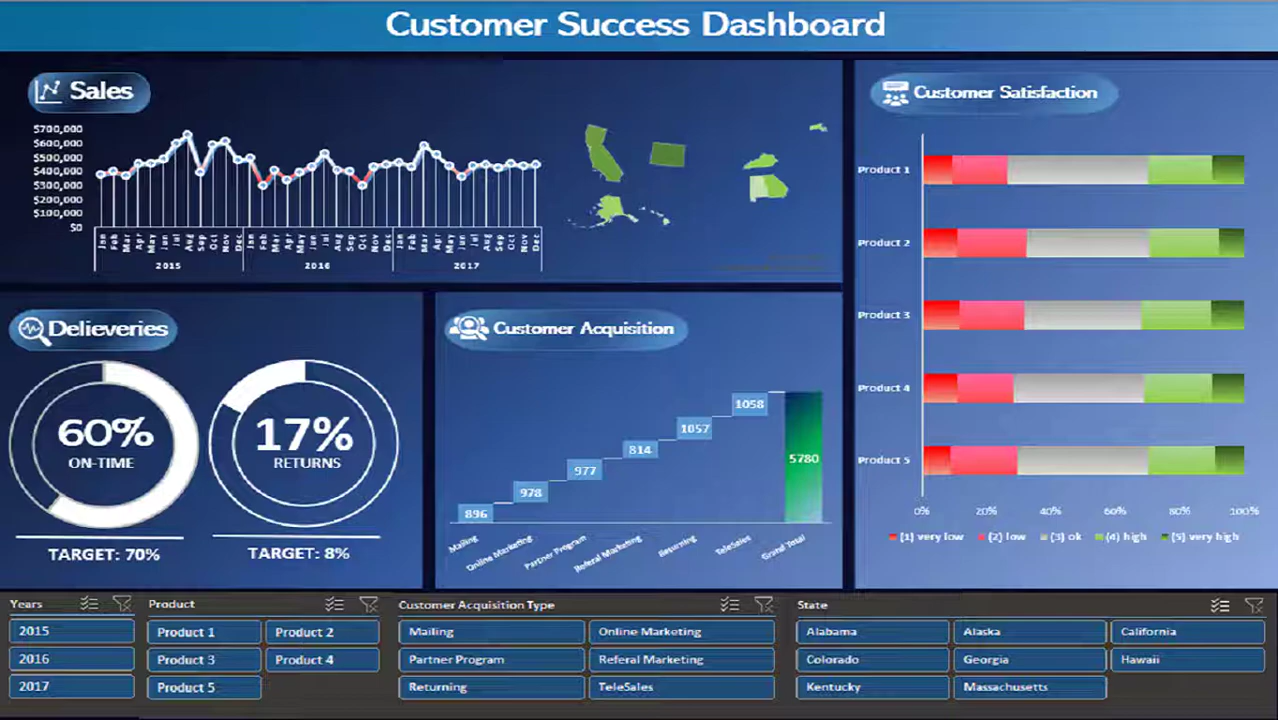 Customer Success Dashboard
Sales
$700,000
$600,000
$500,000
$400,000
$300,000
$200,000
$100,000
$0
Jan Feb Mar Apr May Jun Jul Aug Sep Oct Nov Dec Jan Feb Mar Apr May Jun Jul Aug Sep Oct Nov Dec Jan Feb Mar Apr May Jun Jul Aug Sep Oct Nov Dec
2015 2016 2017
Customer Satisfaction
Product 1
Product 2
Product 3
Product 4
Product 5
0% 20% 40% 60% 80% 100%
(1) very low (2) low (3) ok (4) high (5) very high
Delieveries
60%
ON-TIME
TARGET: 70%
17%
RETURNS
TARGET: 8%
Customer Acquisition
896 978 977 814 1057 1058 5780
Mailing Online Marketing Partner Program Referal Marketing Returning TeleSales Grand Total
Years
2015
2016
2017
Product
Product 1 Product 2
Product 3 Product 4
Product 5
Customer Acquisition Type
Mailing Online Marketing
Partner Program Referal Marketing
Returning TeleSales
State
Alabama Alaska California
Colorado Georgia Hawaii
Kentucky Massachusetts